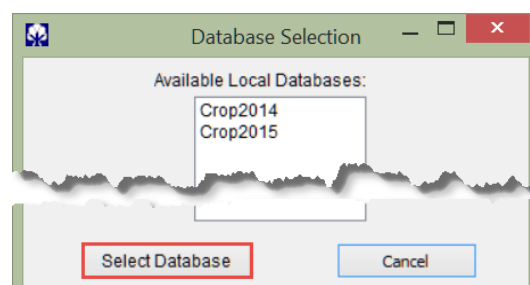 Database Selection
Available Local Databases:
Crop2014
Crop2015
Select Database
Cancel